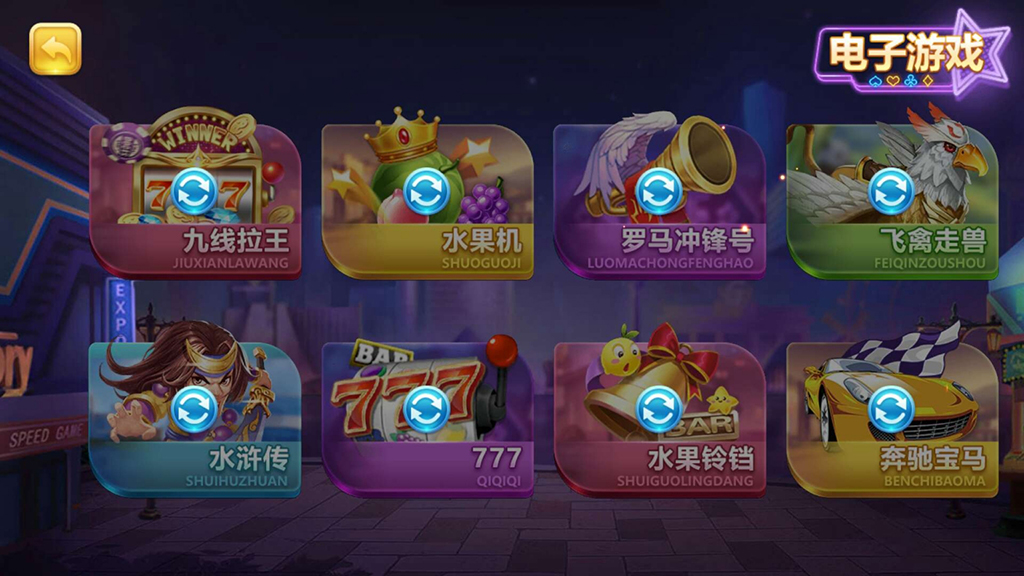 电子游戏
WINNER
7 7
九线拉王
JIUXIANLAWANG
水果机
SHUOGUOJI
罗马冲锋号
LUOMACHONGFENGHAO
飞禽走兽
FEIQINZOUSHOU
EXPO
水浒传
SHUIHUZHUAN
BAR
777
777
QIQIQI
BAR
水果铃铛
SHUIGUOLINGDANG
奔驰宝马
BENCHIBAOMA
SPEED GAME